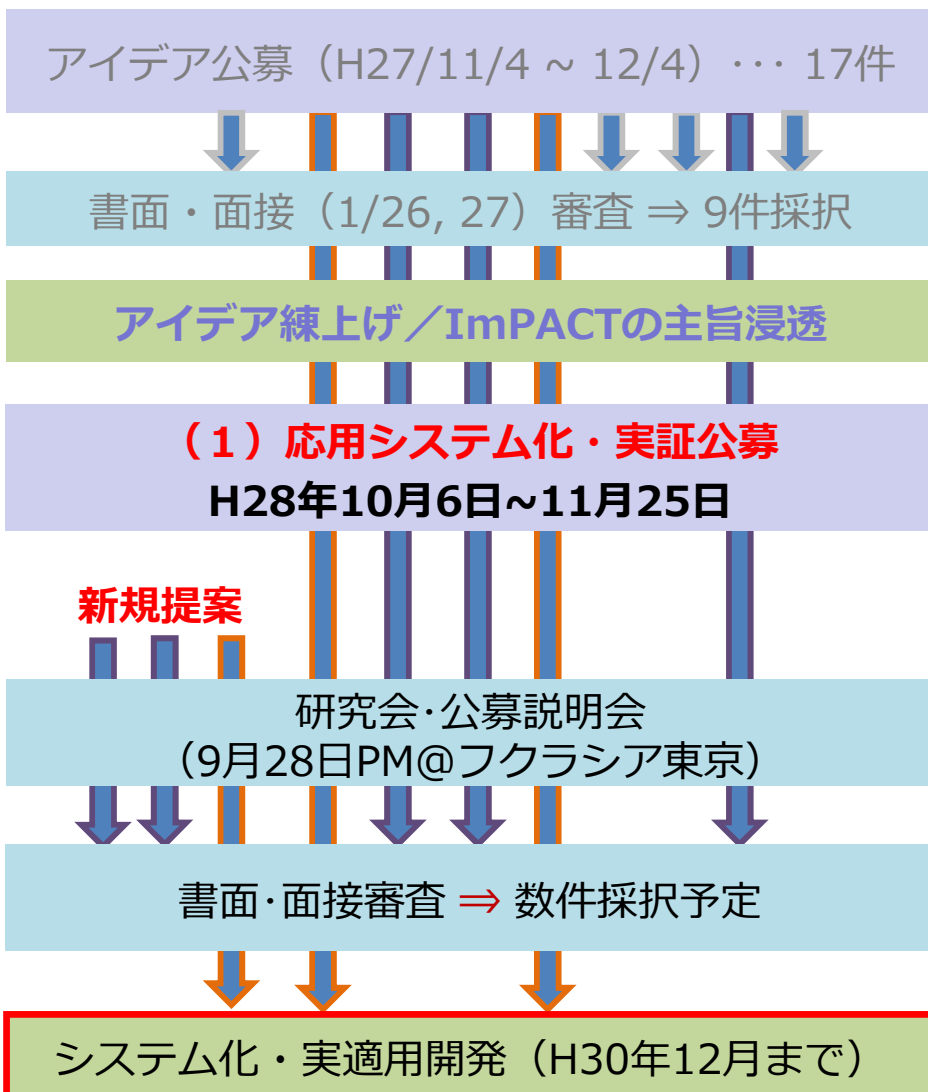 アイデア公募（H27/11/4 ~ 12/4）･･･ 17件
書面・面接（1/26, 27）審査 ⇒ 9件採択
アイデア練上げ／ImPACTの主旨浸透
（１）応用システム化・実証公募
H28年10月6日~11月25日
新規提案
研究会･公募説明会
（9月28日PM@フクラシア東京）
書面･面接審査 ⇒ 数件採択予定
システム化・実適用開発（H30年12月まで）